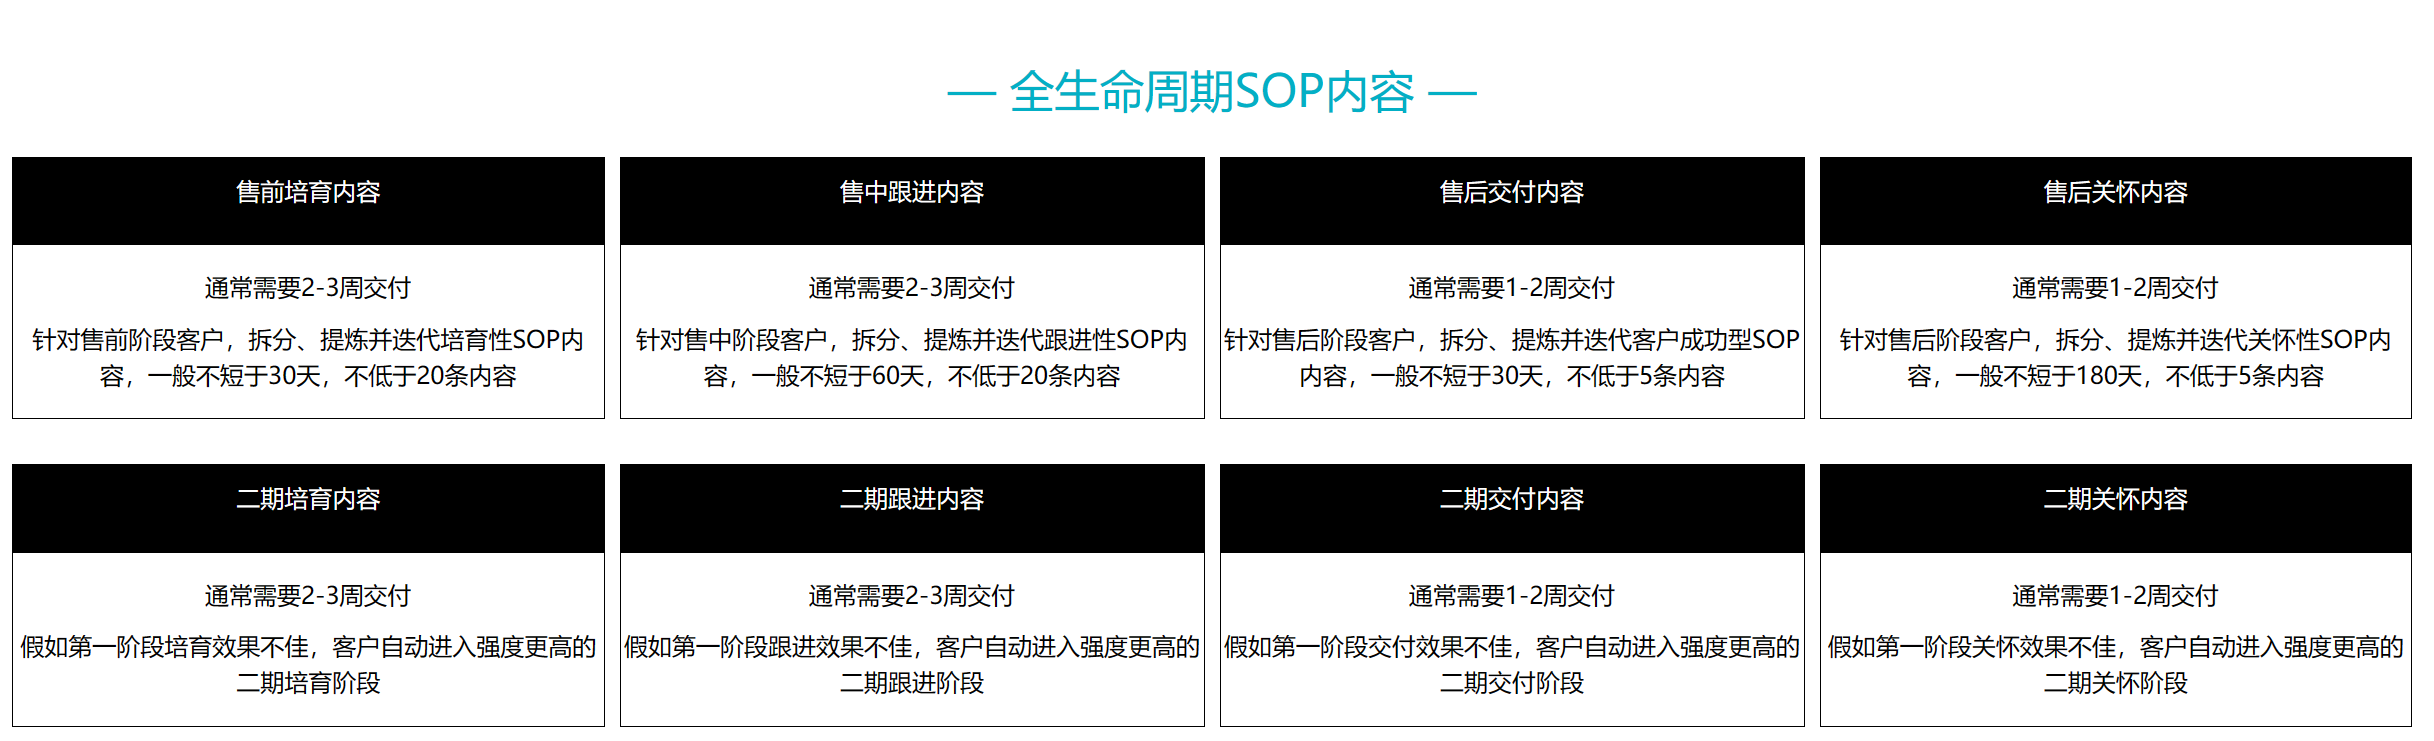 — 全生命周期SOP内容 —
售前培育内容
通常需要2-3周交付
针对售前阶段客户，拆分、提炼并迭代培育性SOP内
容，一般不短于30天，不低于20条内容
售中跟进内容
通常需要2-3周交付
针对售中阶段客户，拆分、提炼并迭代跟进性SOP内
容，一般不短于60天，不低于20条内容
售后交付内容
通常需要1-2周交付
针对售后阶段客户，拆分、提炼并迭代客户成功型SOP
内容，一般不短于30天，不低于5条内容
售后关怀内容
通常需要1-2周交付
针对售后阶段客户，拆分、提炼并迭代关怀性SOP内
容，一般不短于180天，不低于5条内容
二期培育内容
通常需要2-3周交付
假如第一阶段培育效果不佳，客户自动进入强度更高的
二期培育阶段
二期跟进内容
通常需要2-3周交付
假如第一阶段跟进效果不佳，客户自动进入强度更高的
二期跟进阶段
二期交付内容
通常需要1-2周交付
假如第一阶段交付效果不佳，客户自动进入强度更高的
二期交付阶段
二期关怀内容
通常需要1-2周交付
假如第一阶段关怀效果不佳，客户自动进入强度更高的
二期关怀阶段